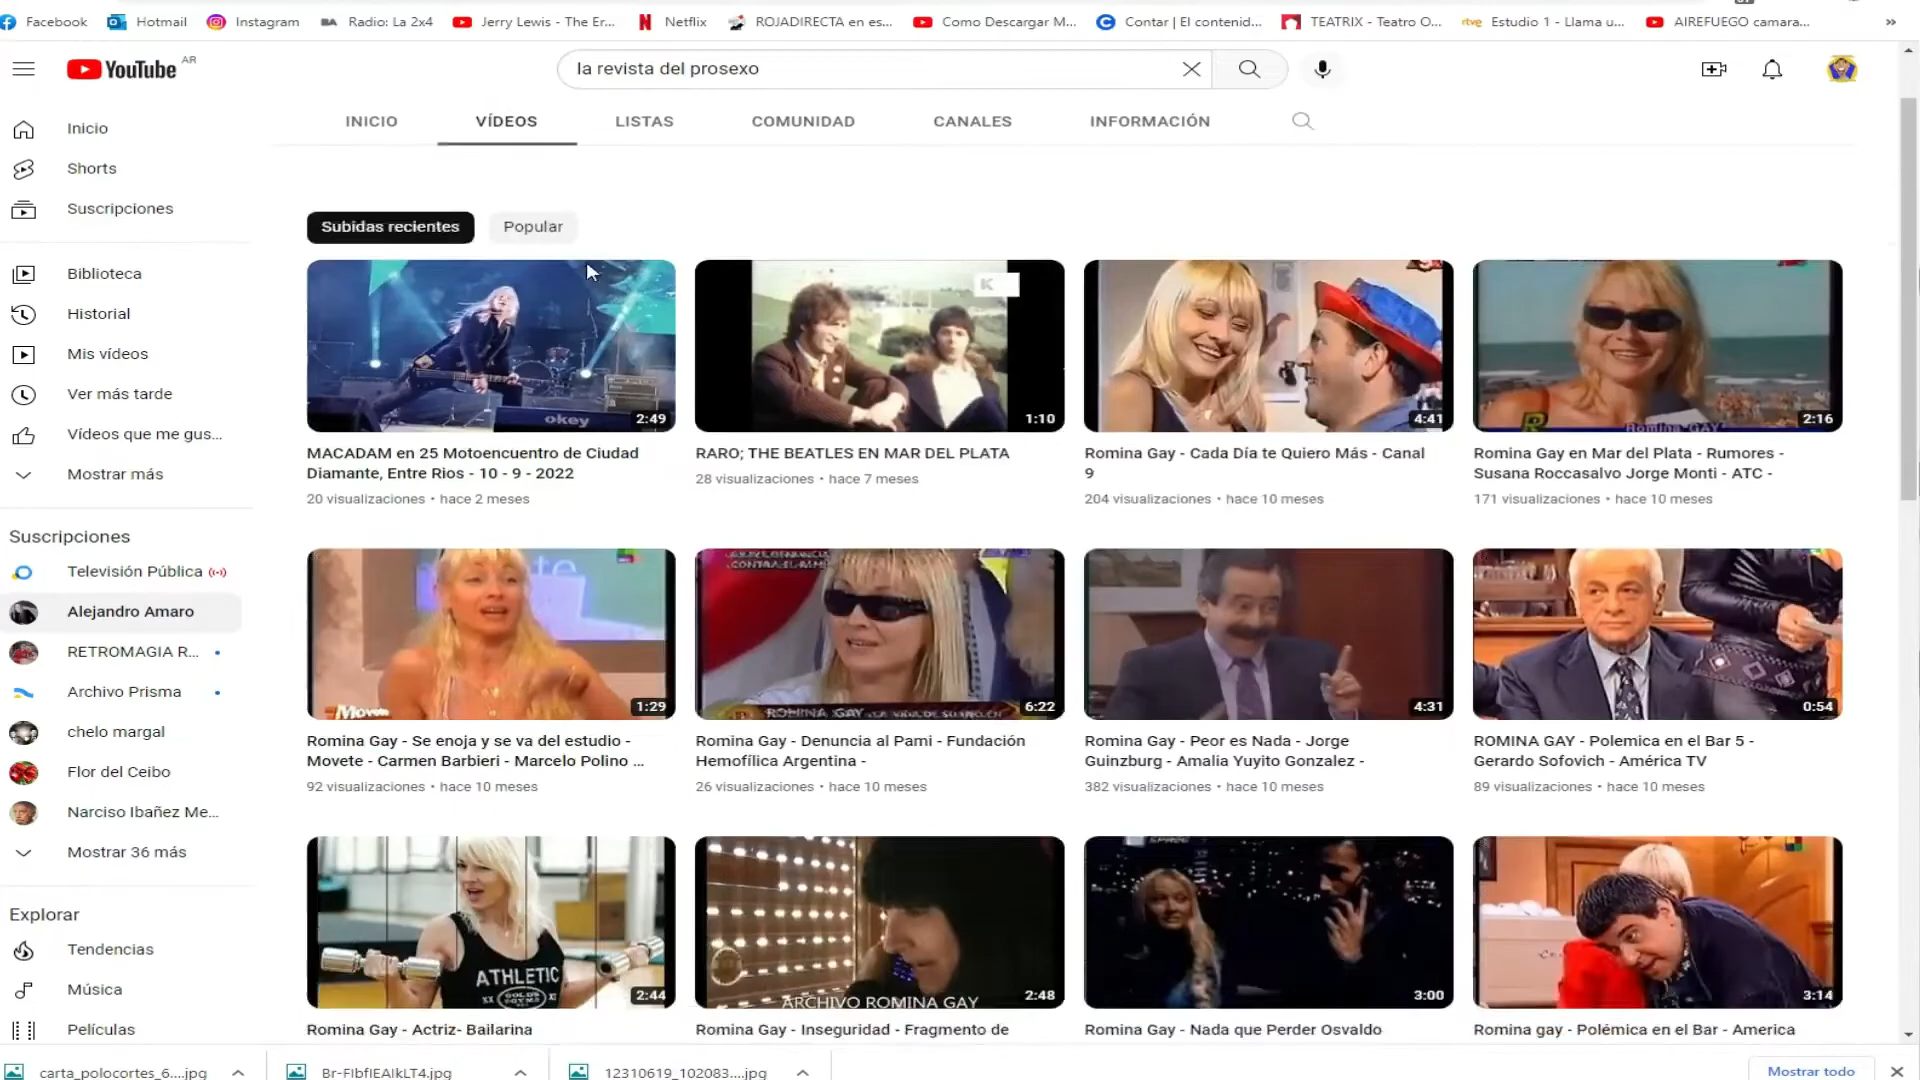 Facebook
Hotmail
Instagram
Radio: La 2x4
Jerry Lewis - The Er...
Netflix
ROJADIRECTA en es...
Como Descargar M...
Contar | El contenid...
TEATRIX - Teatro O...
Estudio 1 - Llama u...
AIREFUEGO camara...
YouTube AR
la revista del prosexo
INICIO
VÍDEOS
LISTAS
COMUNIDAD
CANALES
INFORMACIÓN
Inicio
Shorts
Suscripciones
Biblioteca
Historial
Mis vídeos
Ver más tarde
Vídeos que me gus...
Mostrar más
Suscripciones
Televisión Pública
Alejandro Amaro
RETROMAGIA R...
Archivo Prisma
chelo margal
Flor del Ceibo
Narciso Ibañez Me...
Mostrar 36 más
Explorar
Tendencias
Música
Películas
Subidas recientes
Popular
okey
2:49
MACADAM en 25 Motoencuentro de Ciudad
Diamante, Entre Rios - 10 - 9 - 2022
20 visualizaciones • hace 2 meses
K
1:10
RARO; THE BEATLES EN MAR DEL PLATA
28 visualizaciones • hace 7 meses
4:41
Romina Gay - Cada Día te Quiero Más - Canal
9
204 visualizaciones • hace 10 meses
Romina GAY
2:16
Romina Gay en Mar del Plata - Rumores -
Susana Roccasalvo Jorge Monti - ATC -
171 visualizaciones • hace 10 meses
Movete
1:29
Romina Gay - Se enoja y se va del estudio -
Movete - Carmen Barbieri - Marcelo Polino ...
92 visualizaciones • hace 10 meses
ROMINA GAY
6:22
Romina Gay - Denuncia al Pami - Fundación
Hemofílica Argentina -
26 visualizaciones • hace 10 meses
4:31
Romina Gay - Peor es Nada - Jorge
Guinzburg - Amalia Yuyito Gonzalez -
382 visualizaciones • hace 10 meses
0:54
ROMINA GAY - Polemica en el Bar 5 -
Gerardo Sofovich - América TV
89 visualizaciones • hace 10 meses
ATHLETIC
2:44
Romina Gay - Actriz- Bailarina
ARCHIVO ROMINA GAY
2:48
Romina Gay - Inseguridad - Fragmento de
3:00
Romina Gay - Nada que Perder Osvaldo
3:14
Romina gay - Polémica en el Bar - America
carta_polocortes_6....jpg
Br-FIbfIEAIkLT4.jpg
12310619_102083....jpg
Mostrar todo